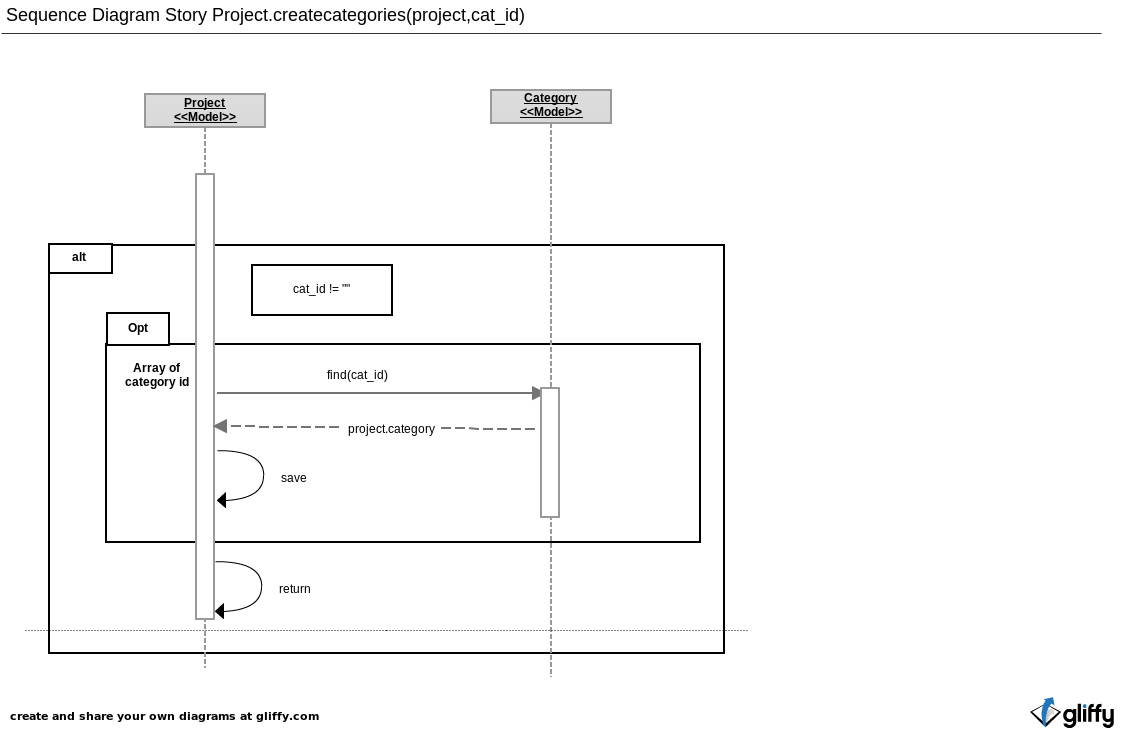 Sequence Diagram Story Project.createcategories(project,cat_id)
Project
<<Model>>
Category
<<Model>>
alt
cat_id != ""
Opt
Array of
category id
find(cat_id)
project.category
save
return
create and share your own diagrams at gliffy.com
gliffy